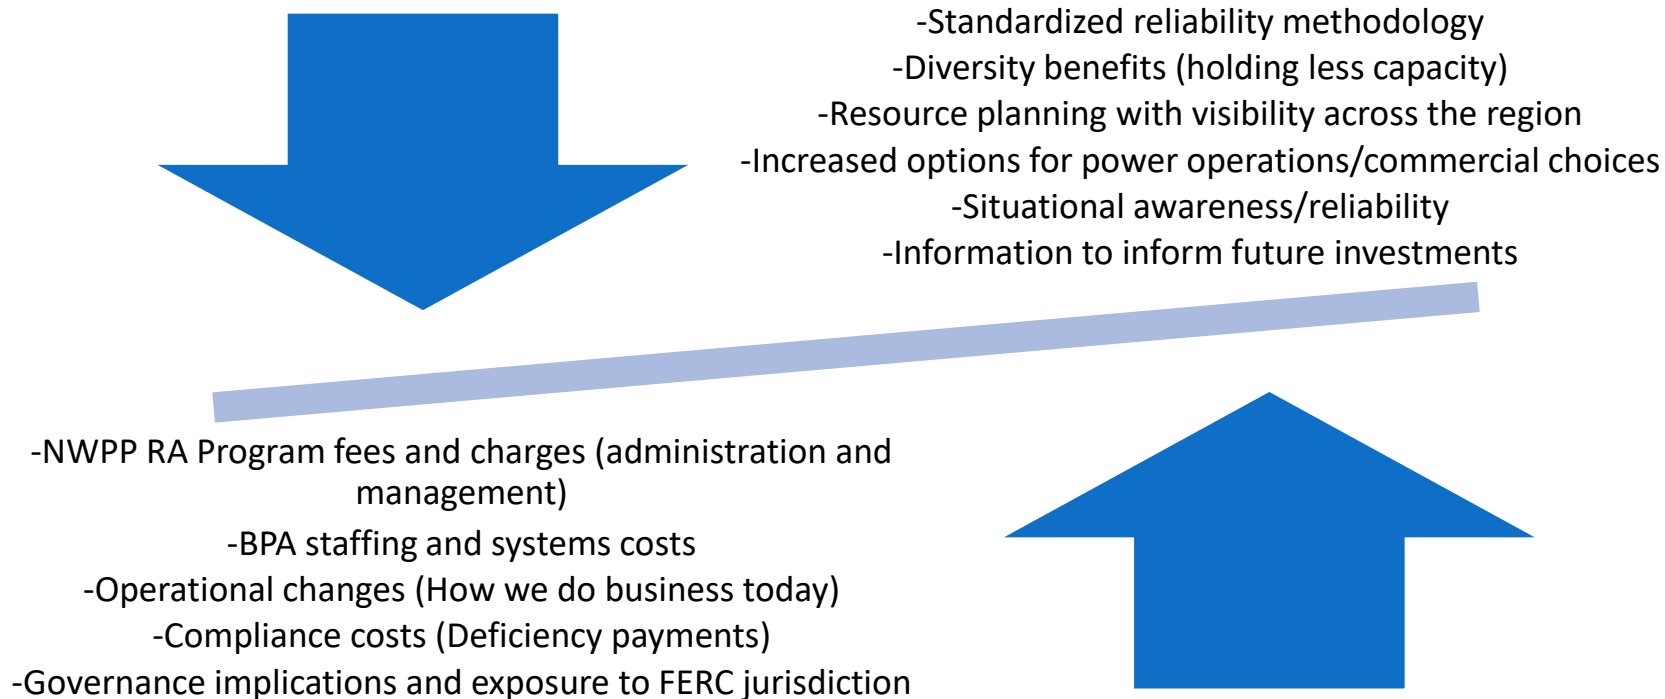 -Standardized reliability methodology
-Diversity benefits (holding less capacity)
-Resource planning with visibility across the region
-Increased options for power operations/commercial choices
-Situational awareness/reliability
-Information to inform future investments
-NWPP RA Program fees and charges (administration and
management)
-BPA staffing and systems costs
-Operational changes (How we do business today)
-Compliance costs (Deficiency payments)
-Governance implications and exposure to FERC jurisdiction